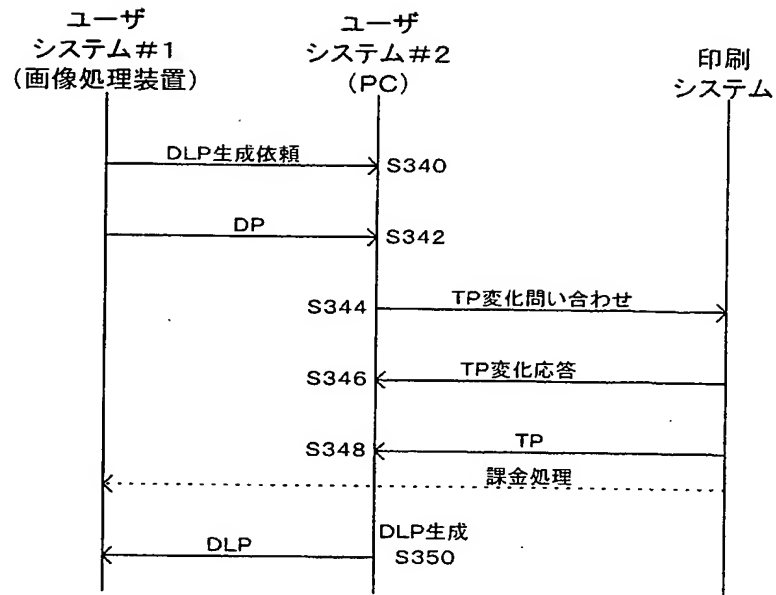 ユーザ
システム#1
(画像処理装置)
ユーザ
システム#2
(PC)
印刷
システム
DLP生成依頼
S340
DP
S342
S344
TP変化問い合わせ
S346
TP変化応答
S348
TP
課金処理
DLP
DLP生成
S350